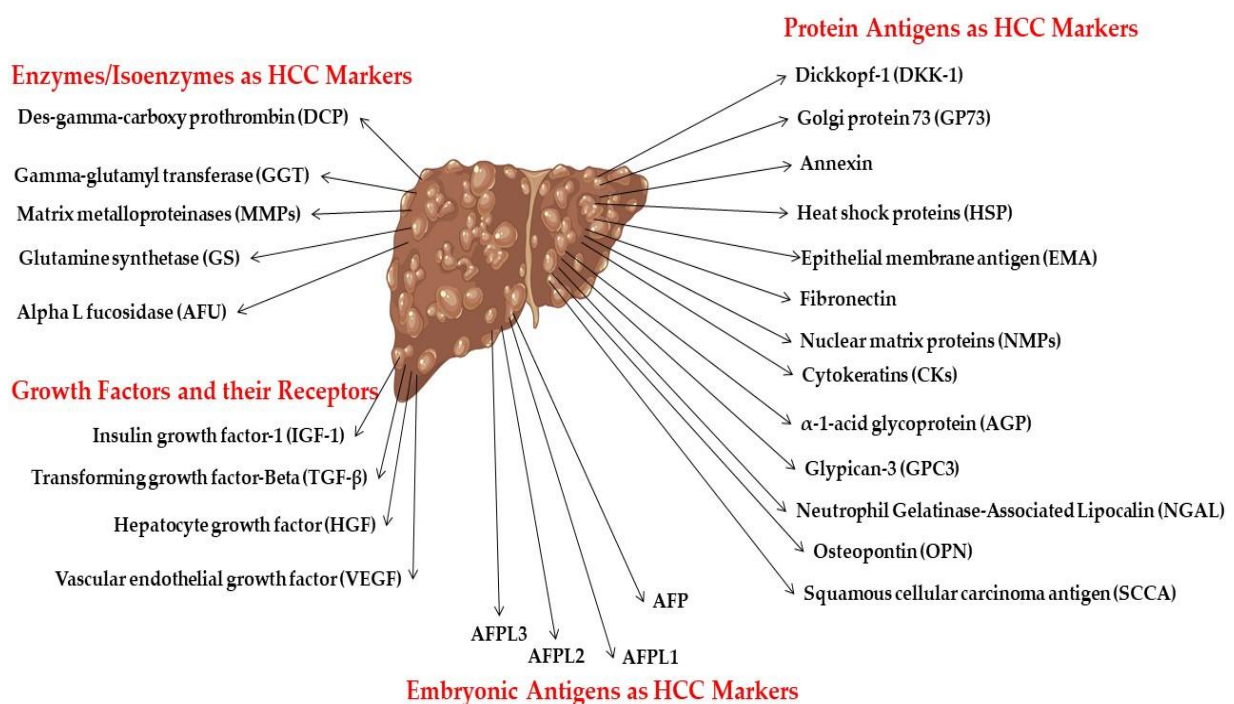 Enzymes/Isoenzymes as HCC Markers
Des-gamma-carboxy prothrombin (DCP)
Gamma-glutamyl transferase (GGT)
Matrix metalloproteinases (MMPs)
Glutamine synthetase (GS)
Alpha L fucosidase (AFU)
Growth Factors and their Receptors
Insulin growth factor-1 (IGF-1)
Transforming growth factor-Beta (TGF-β)
Hepatocyte growth factor (HGF)
Vascular endothelial growth factor (VEGF)
AFPL3
AFPL2
AFPL1
AFP
Embryonic Antigens as HCC Markers
Protein Antigens as HCC Markers
Dickkopf-1 (DKK-1)
Golgi protein 73 (GP73)
Annexin
Heat shock proteins (HSP)
Epithelial membrane antigen (EMA)
Fibronectin
Nuclear matrix proteins (NMPs)
Cytokeratins (CKs)
α-1-acid glycoprotein (AGP)
Glypican-3 (GPC3)
Neutrophil Gelatinase-Associated Lipocalin (NGAL)
Osteopontin (OPN)
Squamous cellular carcinoma antigen (SCCA)